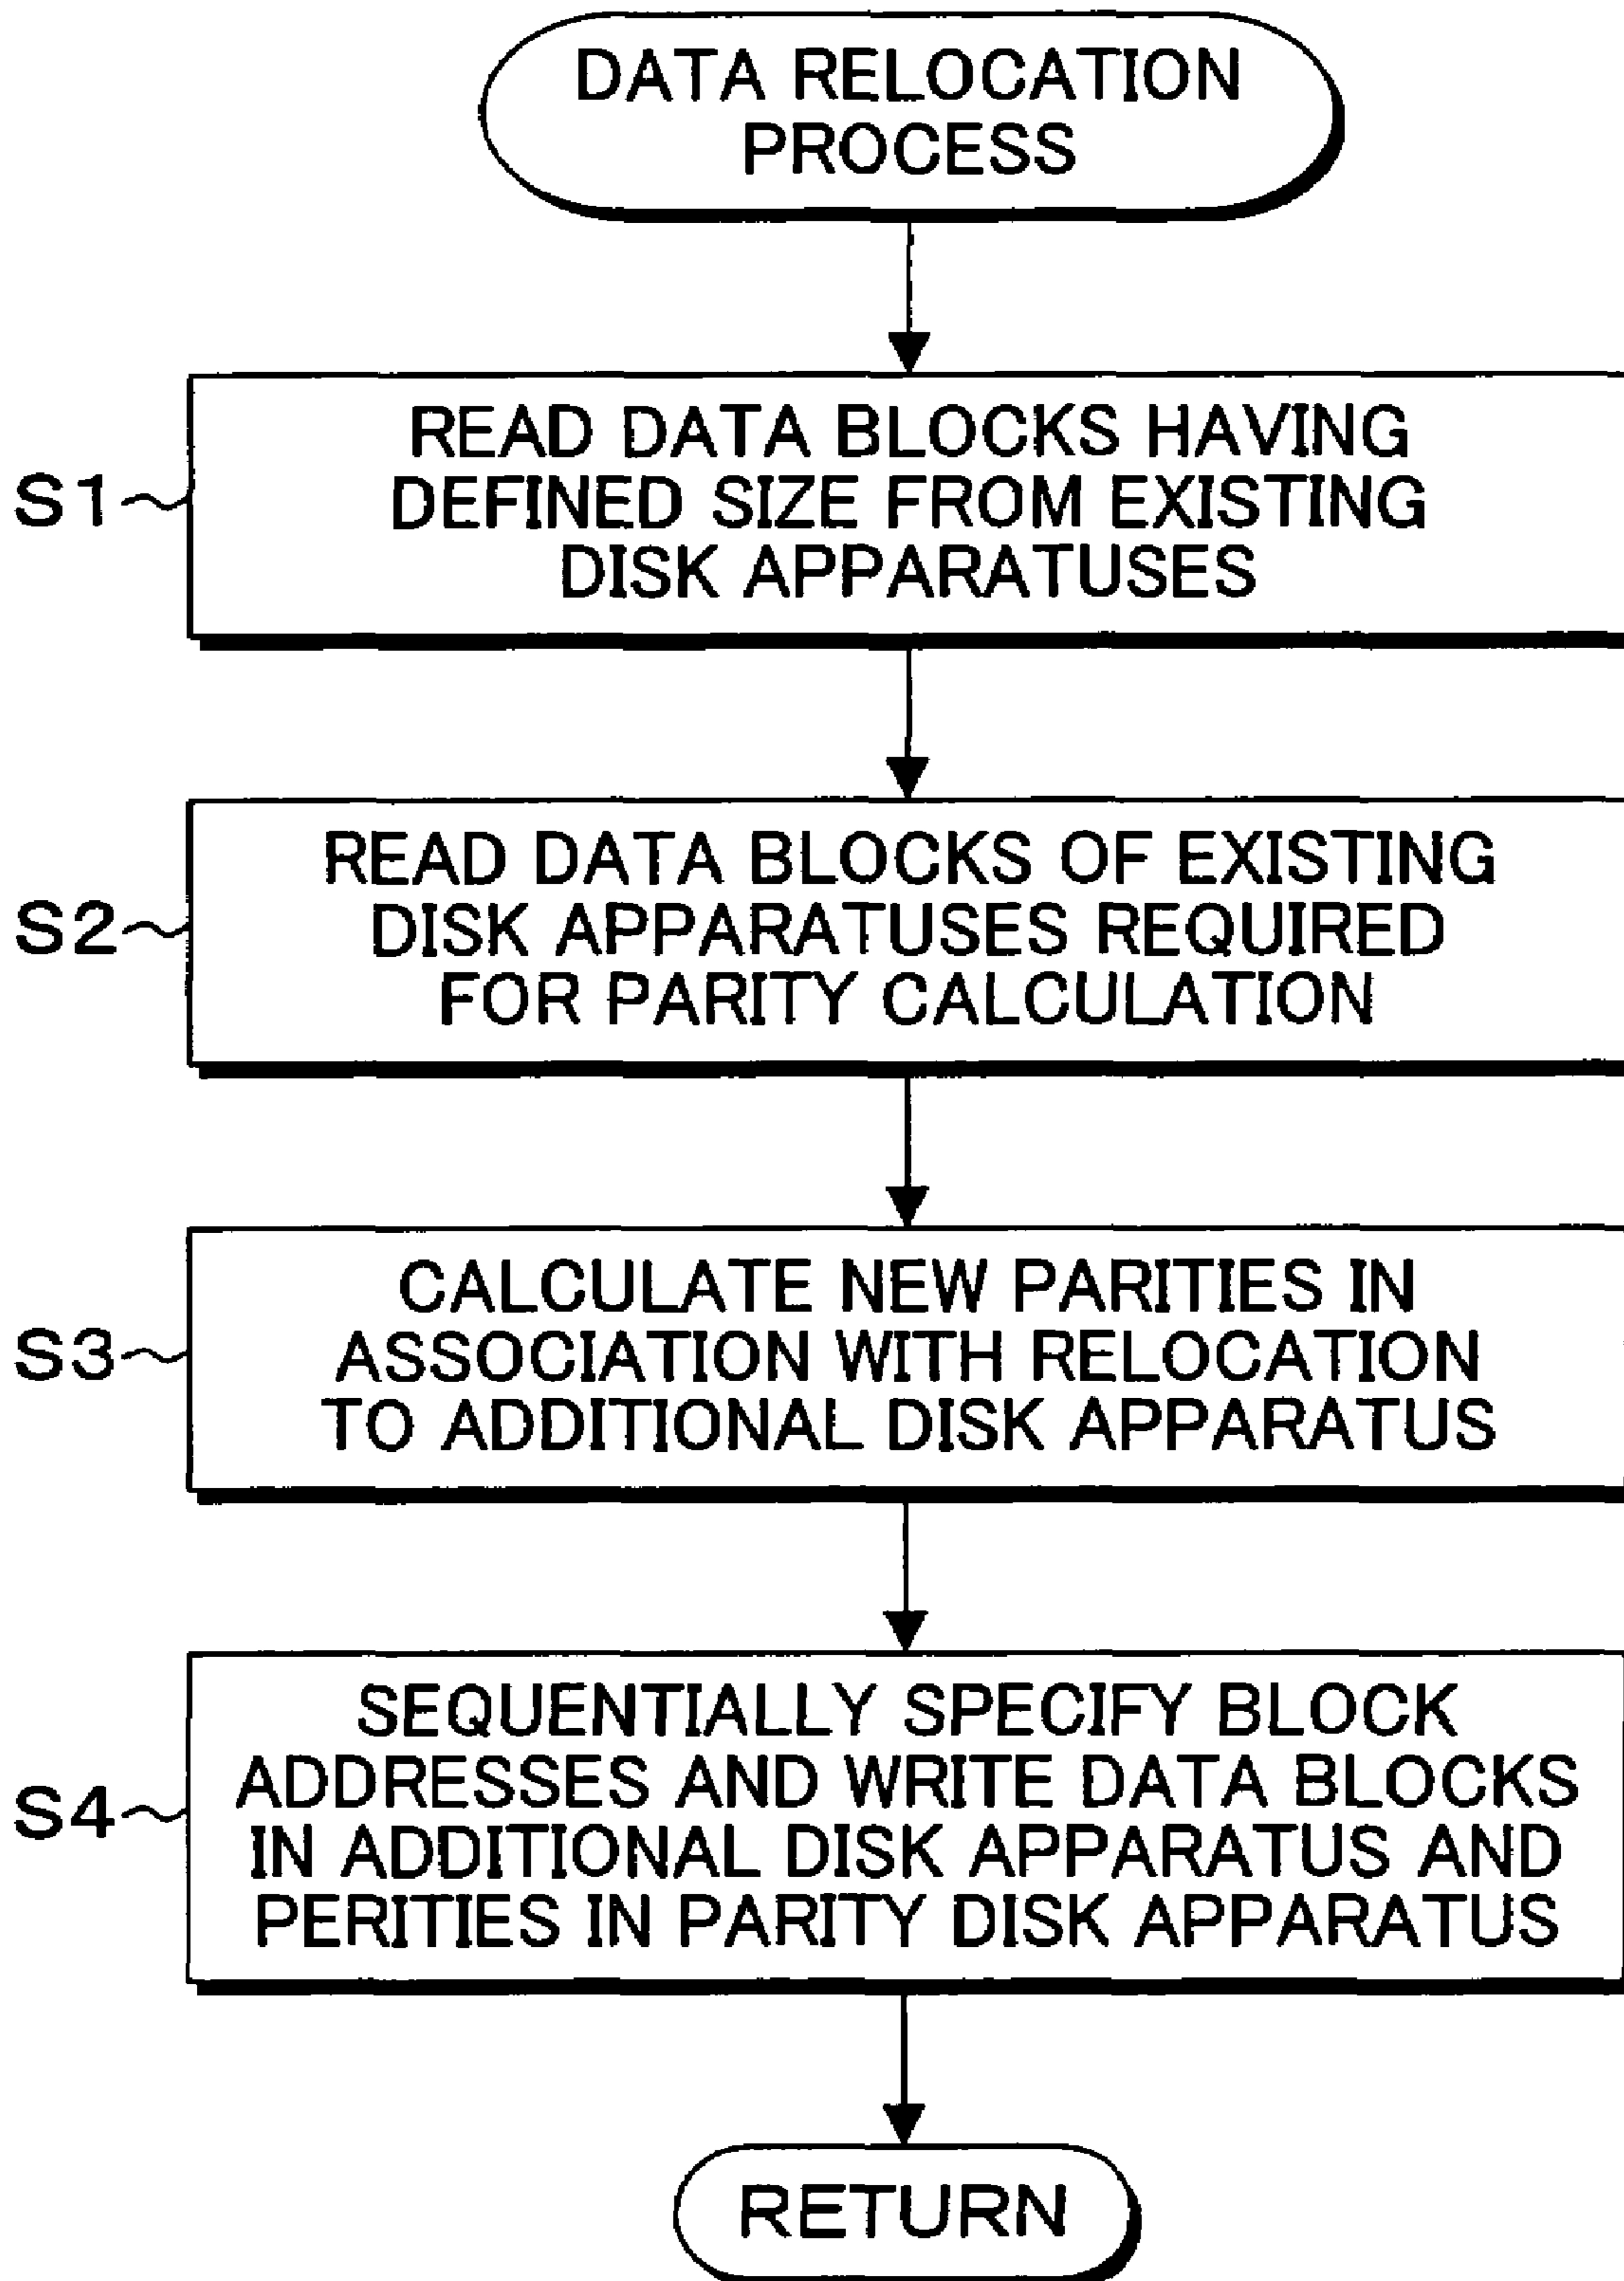 DATA RELOCATION
PROCESS
READ DATA BLOCKS HAVING
S1 DEFINED SIZE FROM EXISTING
DISK APPARATUSES
READ DATA BLOCKS OF EXISTING
S2 DISK APPARATUSES REQUIRED
FOR PARITY CALCULATION
CALCULATE NEW PARITIES IN
S3 ASSOCIATION WITH RELOCATION
TO ADDITIONAL DISK APPARATUS
SEQUENTIALLY SPECIFY BLOCK
ADDRESSES AND WRITE DATA BLOCKS
S4 IN ADDITIONAL DISK APPARATUS AND
PERITIES IN PARITY DISK APPARATUS
RETURN